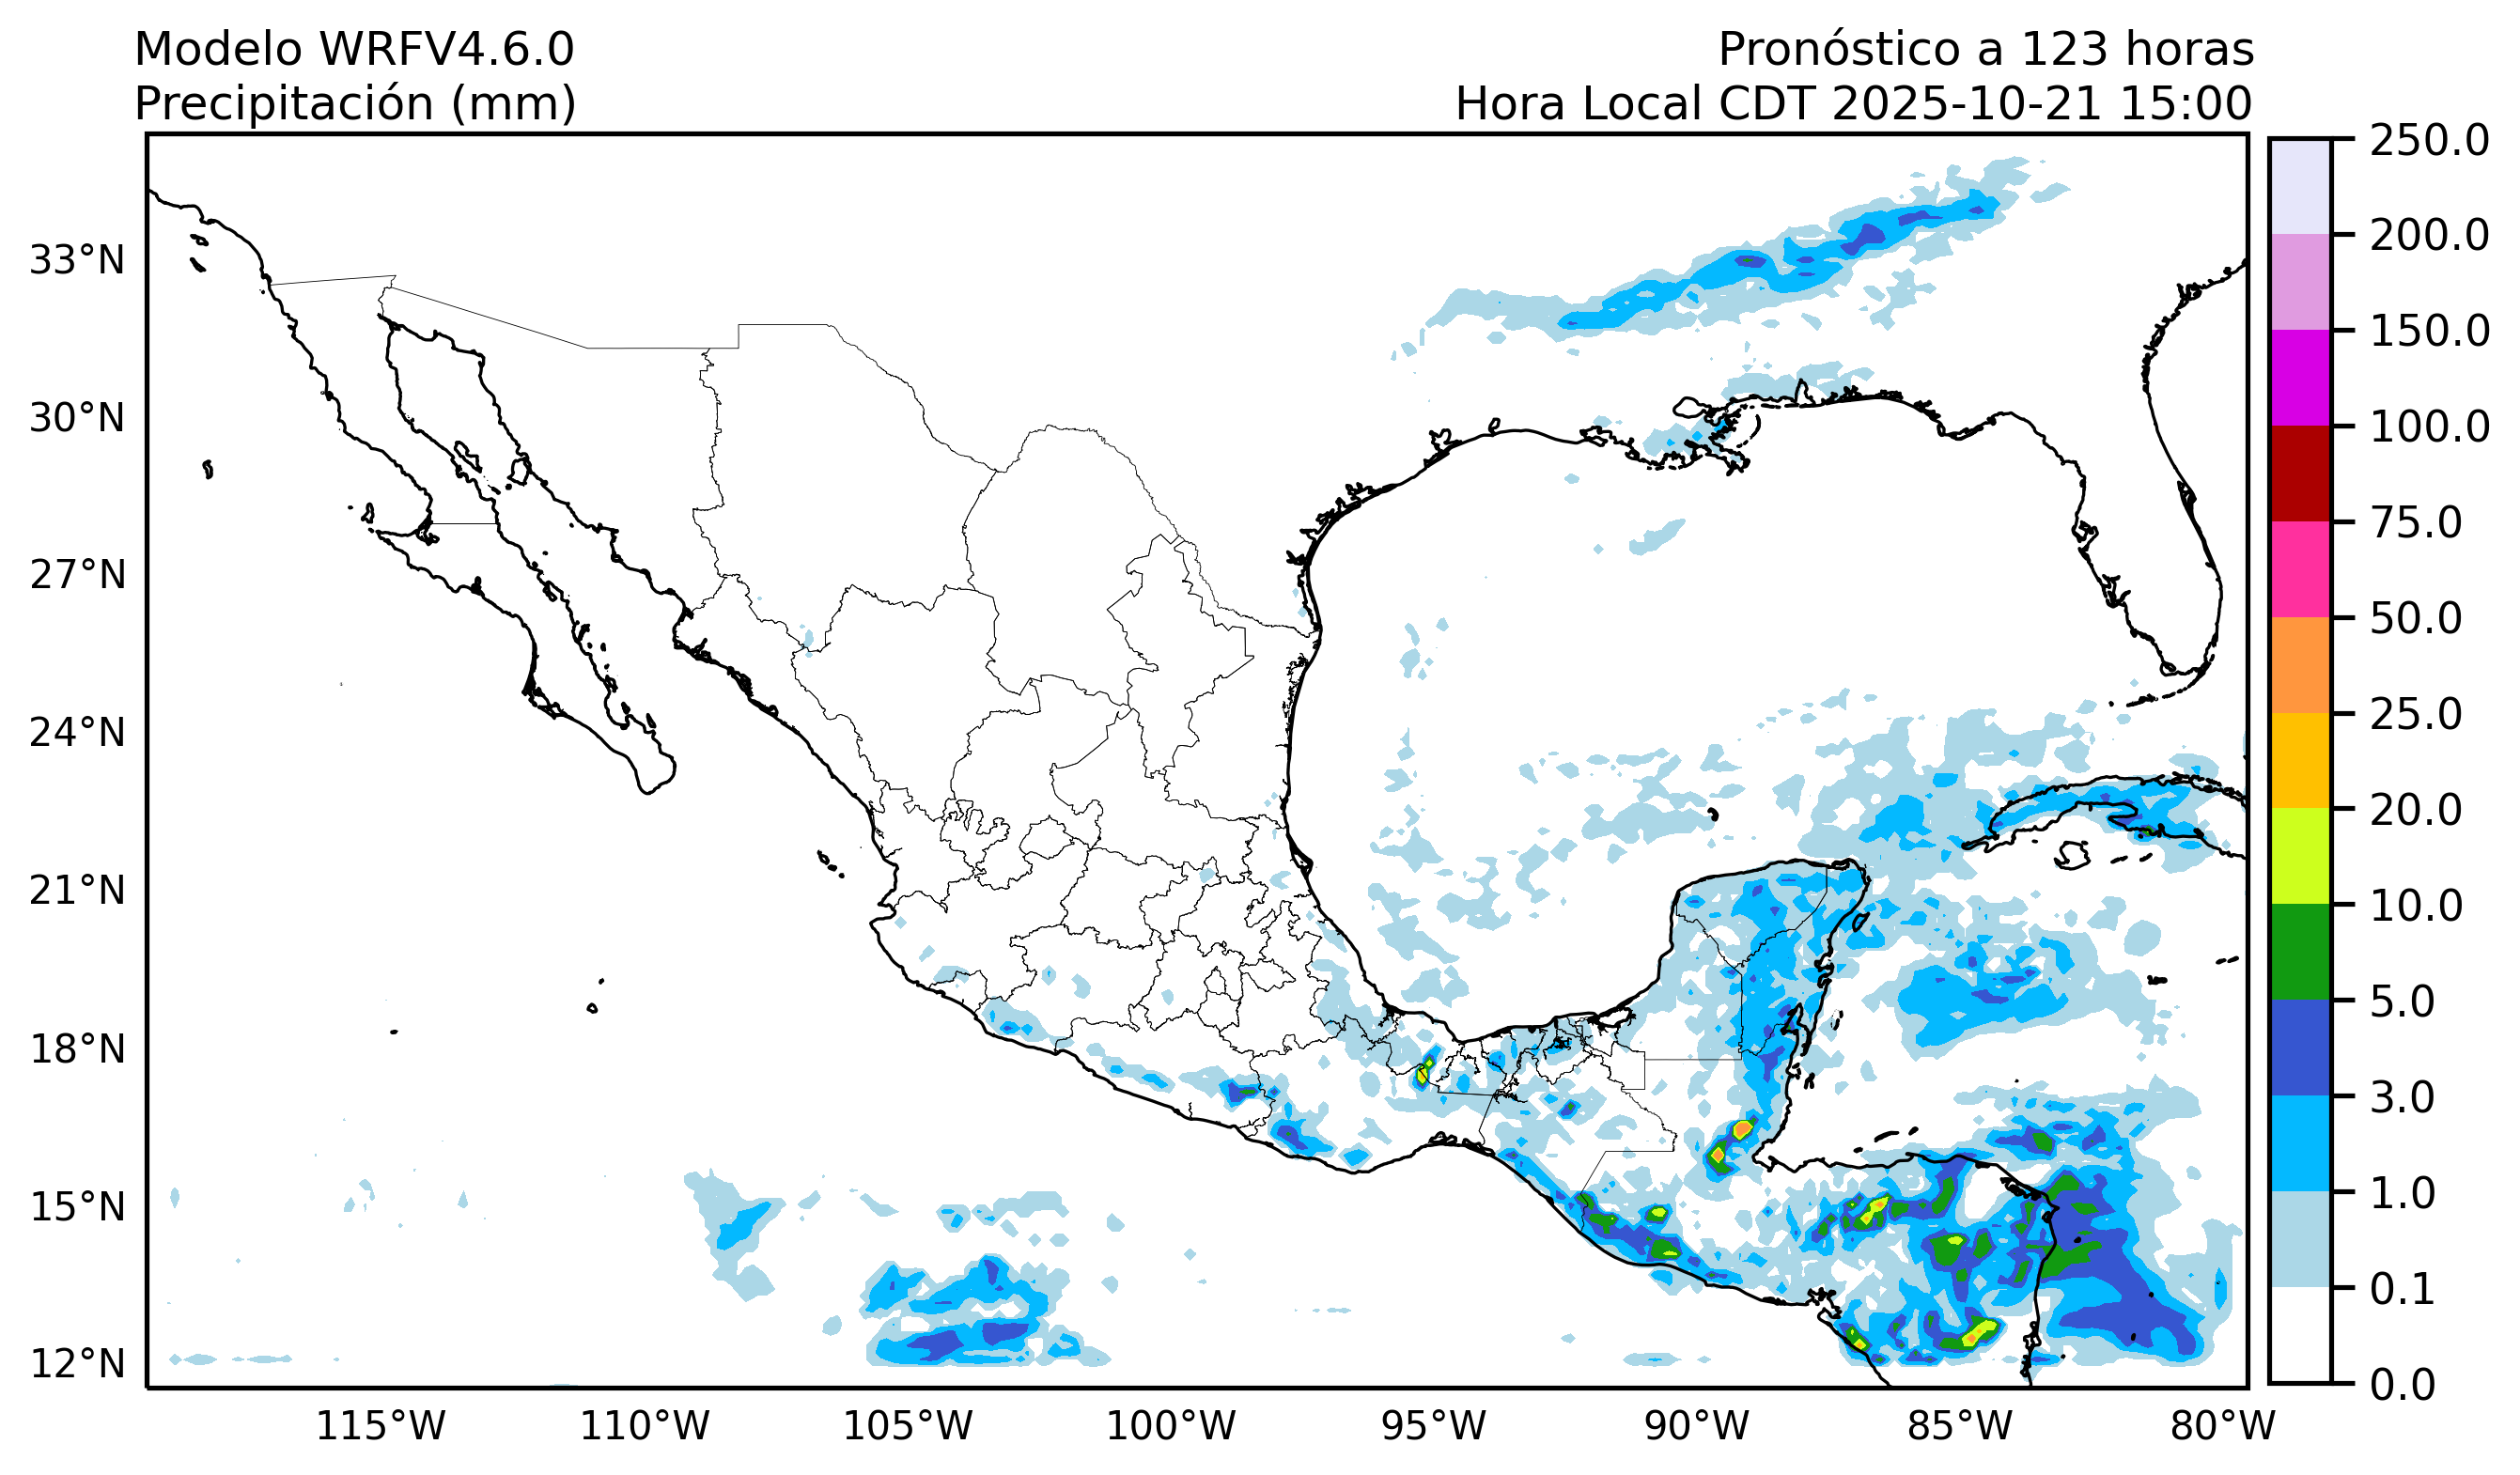 Modelo WRFV4.6.0
Precipitación (mm)
Pronóstico a 123 horas
Hora Local CDT 2025-10-21 15:00
33°N
30°N
27°N
24°N
21°N
18°N
15°N
12°N
115°W
110°W
105°W
100°W
95°W
90°W
85°W
80°W
250.0
200.0
150.0
100.0
75.0
50.0
25.0
20.0
10.0
5.0
3.0
1.0
0.1
0.0